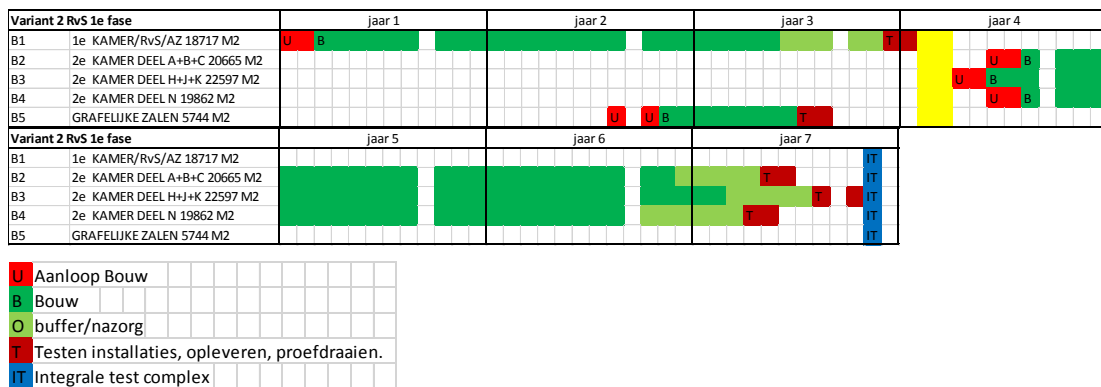 Variant 2 RvS 1e fase jaar 1 jaar 2 jaar 3 jaar 4
B1 1e KAMER/RvS/AZ 18717 M2 U B T
B2 2e KAMER DEEL A+B+C 20665 M2 U B
B3 2e KAMER DEEL H+J+K 22597 M2 U B
B4 2e KAMER DEEL N 19862 M2 U B
B5 GRAFELIJKE ZALEN 5744 M2 U U B T
Variant 2 RvS 1e fase jaar 5 jaar 6 jaar 7
B1 1e KAMER/RvS/AZ 18717 M2 IT
B2 2e KAMER DEEL A+B+C 20665 M2 T IT
B3 2e KAMER DEEL H+J+K 22597 M2 T IT
B4 2e KAMER DEEL N 19862 M2 T IT
B5 GRAFELIJKE ZALEN 5744 M2 IT
U Aanloop Bouw
B Bouw
O buffer/nazorg
T Testen installaties, opleveren, proefdraaien.
IT Integrale test complex